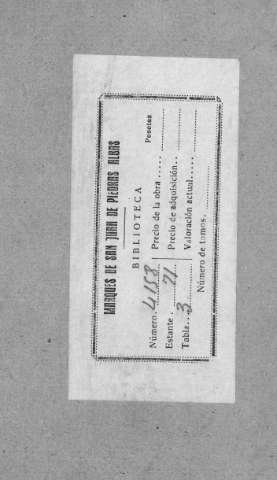 MARQUES DE SAN JUAN DE PIEDRAS ALBAS
BIBLIOTECA
Pesetas
Número. 4153 Precio de la obra.....
Estante. 71 Precio de adquisición..
Tabla... 3 Valoración actual.....
Número de tomos.